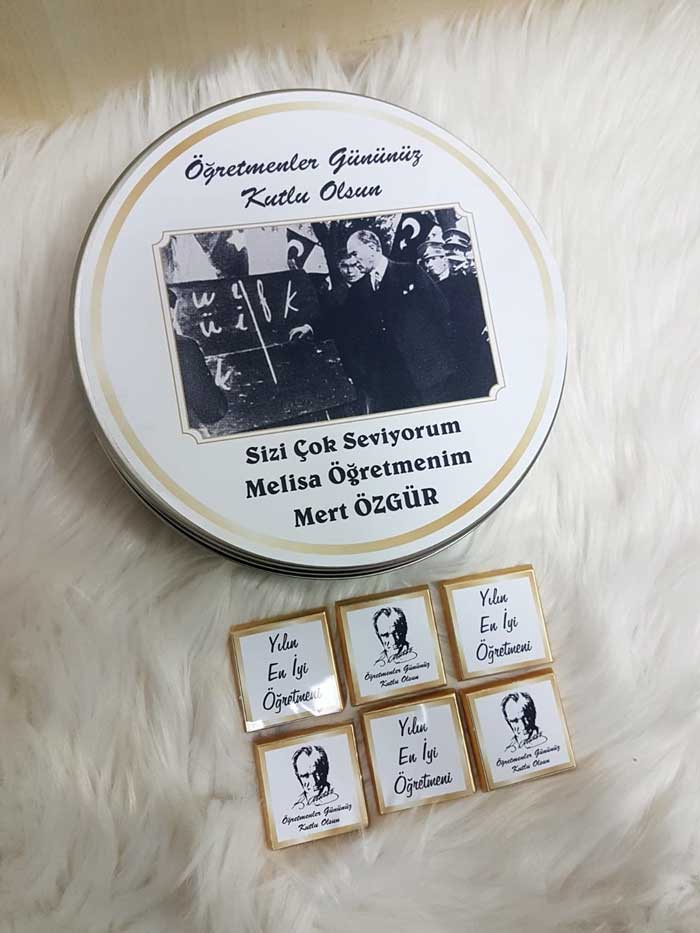 Öğretmenler Gününüz
Kutlu Olsun
ü i
k
Sizi Çok Seviyorum
Melisa Öğretmenim
Mert ÖZGÜR
Yılın
En İyi
Öğretmeni
Öğretmenler Gününüz
Kutlu Olsun
Yılın
En İyi
Öğretmeni
Öğretmenler Gününüz
Kutlu Olsun
Yılın
En İyi
Öğretmeni
Öğretmenler Gününüz
Kutlu Olsun